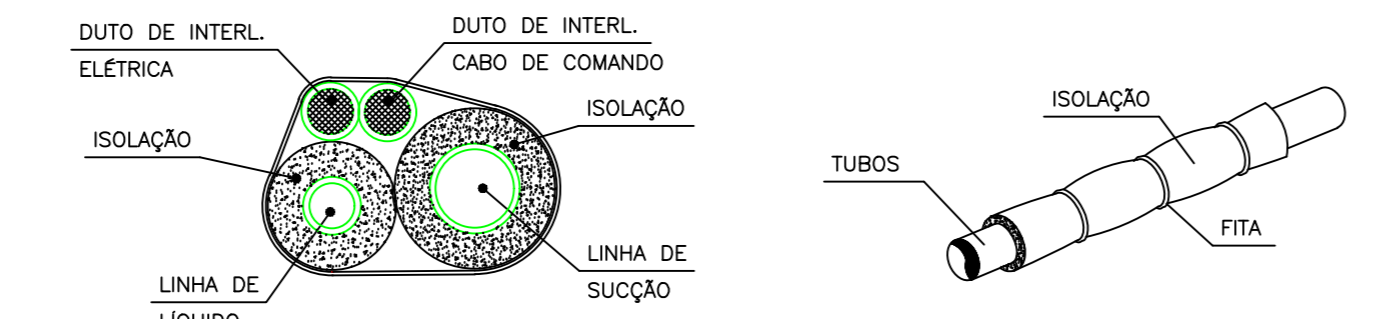 DUTO DE INTERL.
ELÉTRICA
DUTO DE INTERL.
CABO DE COMANDO
ISOLAÇÃO
ISOLAÇÃO
LINHA DE
LÍQUIDO
LINHA DE
SUCÇÃO
ISOLAÇÃO
TUBOS
FITA